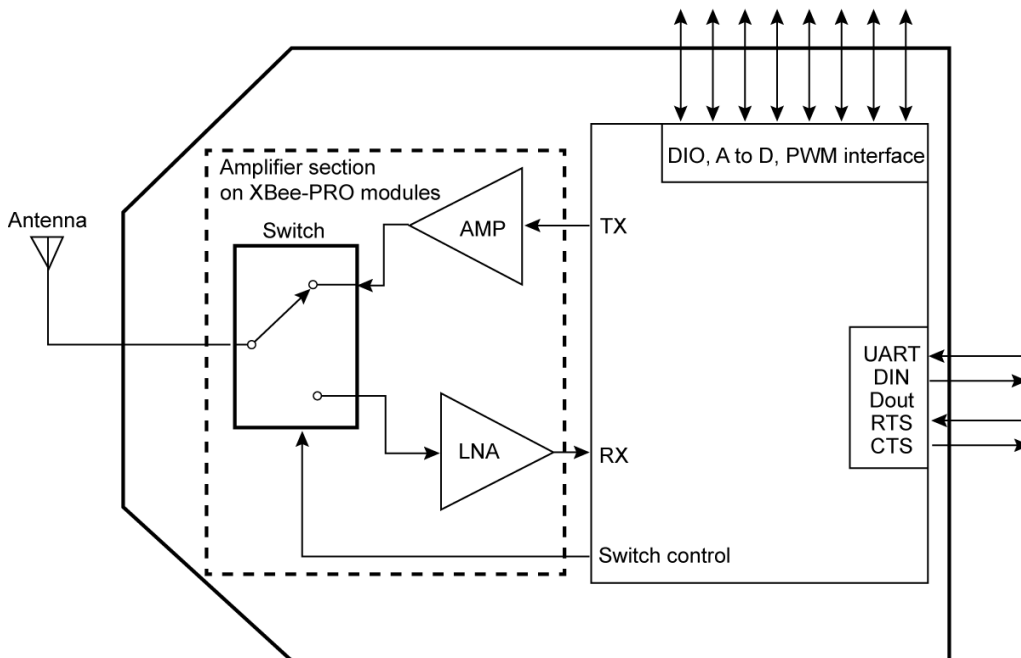 DIO, A to D, PWM interface
Amplifier section
on XBee-PRO modules
Antenna
Switch
AMP
TX
UART
DIN
Dout
RTS
CTS
LNA
RX
Switch control